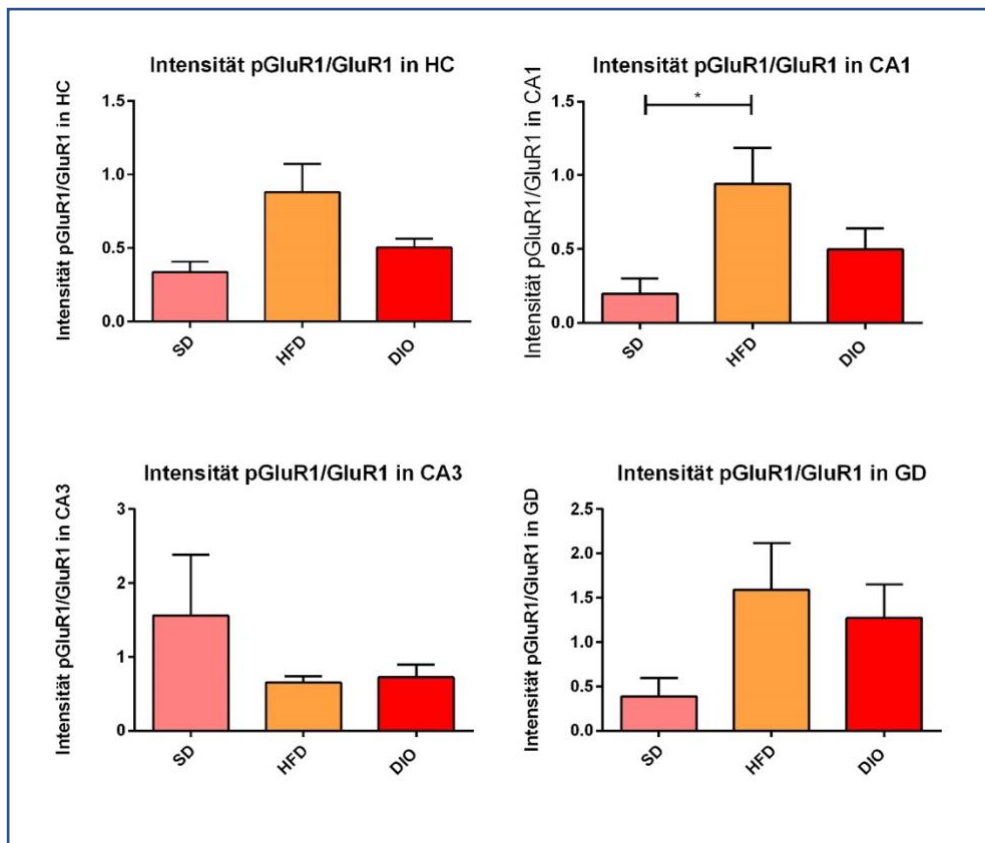 Intensität pGluR1/GluR1 in HC
Intensität pGluR1/GluR1 in HC
1.5
1.0
0.5
0.0
SD
HFD
DIO
Intensität pGluR1/GluR1 in CA1
Intensität pGluR1/GluR1 in CA1
1.5
1.0
0.5
0.0
*
SD
HFD
DIO
Intensität pGluR1/GluR1 in CA3
Intensität pGluR1/GluR1 in CA3
3
2
1
0
SD
HFD
DIO
Intensität pGluR1/GluR1 in GD
Intensität pGluR1/GluR1 in GD
2.5
2.0
1.5
1.0
0.5
0.0
SD
HFD
DIO